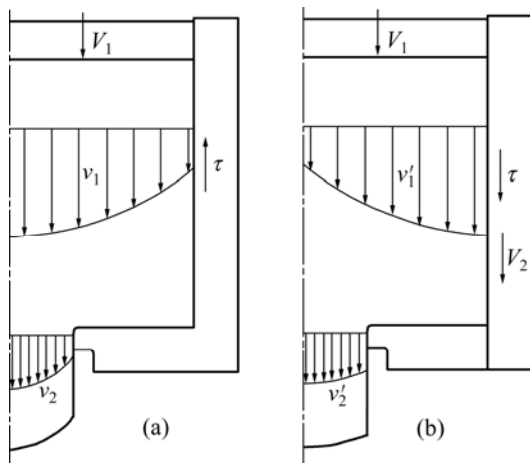 V₁
v₁
τ
v₂
(a)
V₁
v₁′
τ
V₂
v₂′
(b)